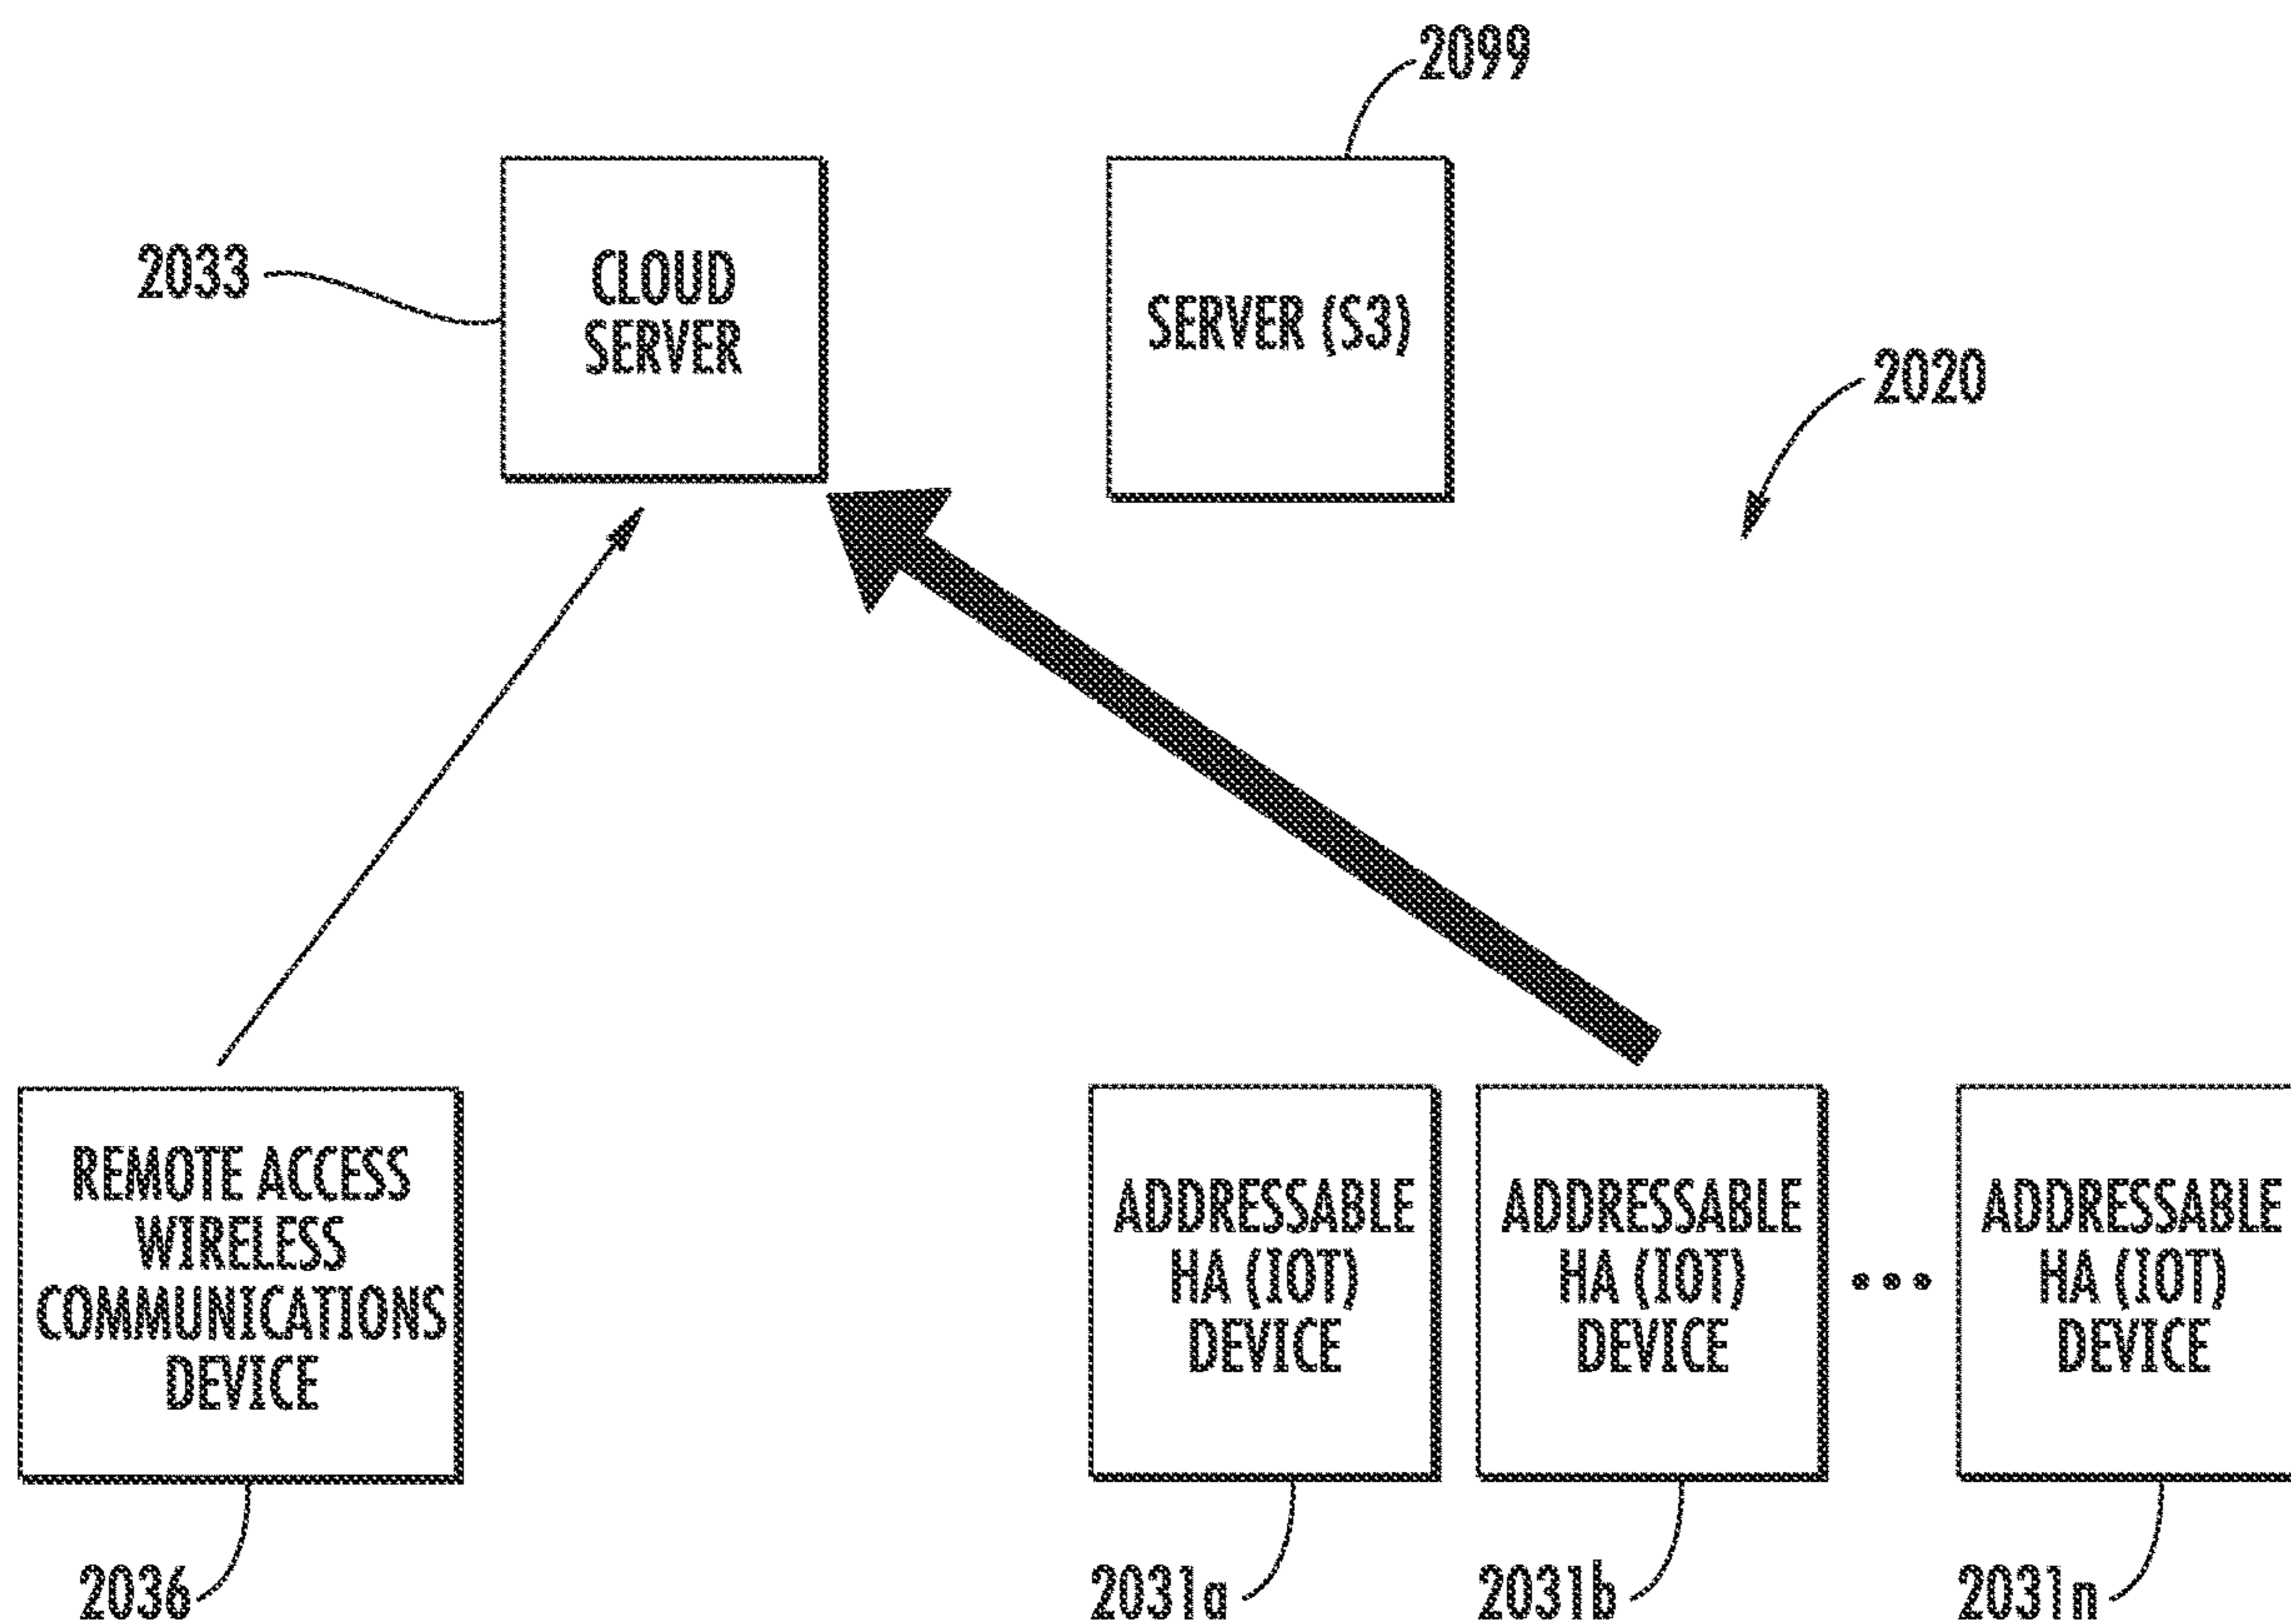 2099
2033
CLOUD
SERVER
SERVER (S3)
2020
REMOTE ACCESS
WIRELESS
COMMUNICATIONS
DEVICE
ADDRESSABLE
HA (IOT)
DEVICE
ADDRESSABLE
HA (IOT)
DEVICE
•••
ADDRESSABLE
HA (IOT)
DEVICE
2036
2031a
2031b
2031n